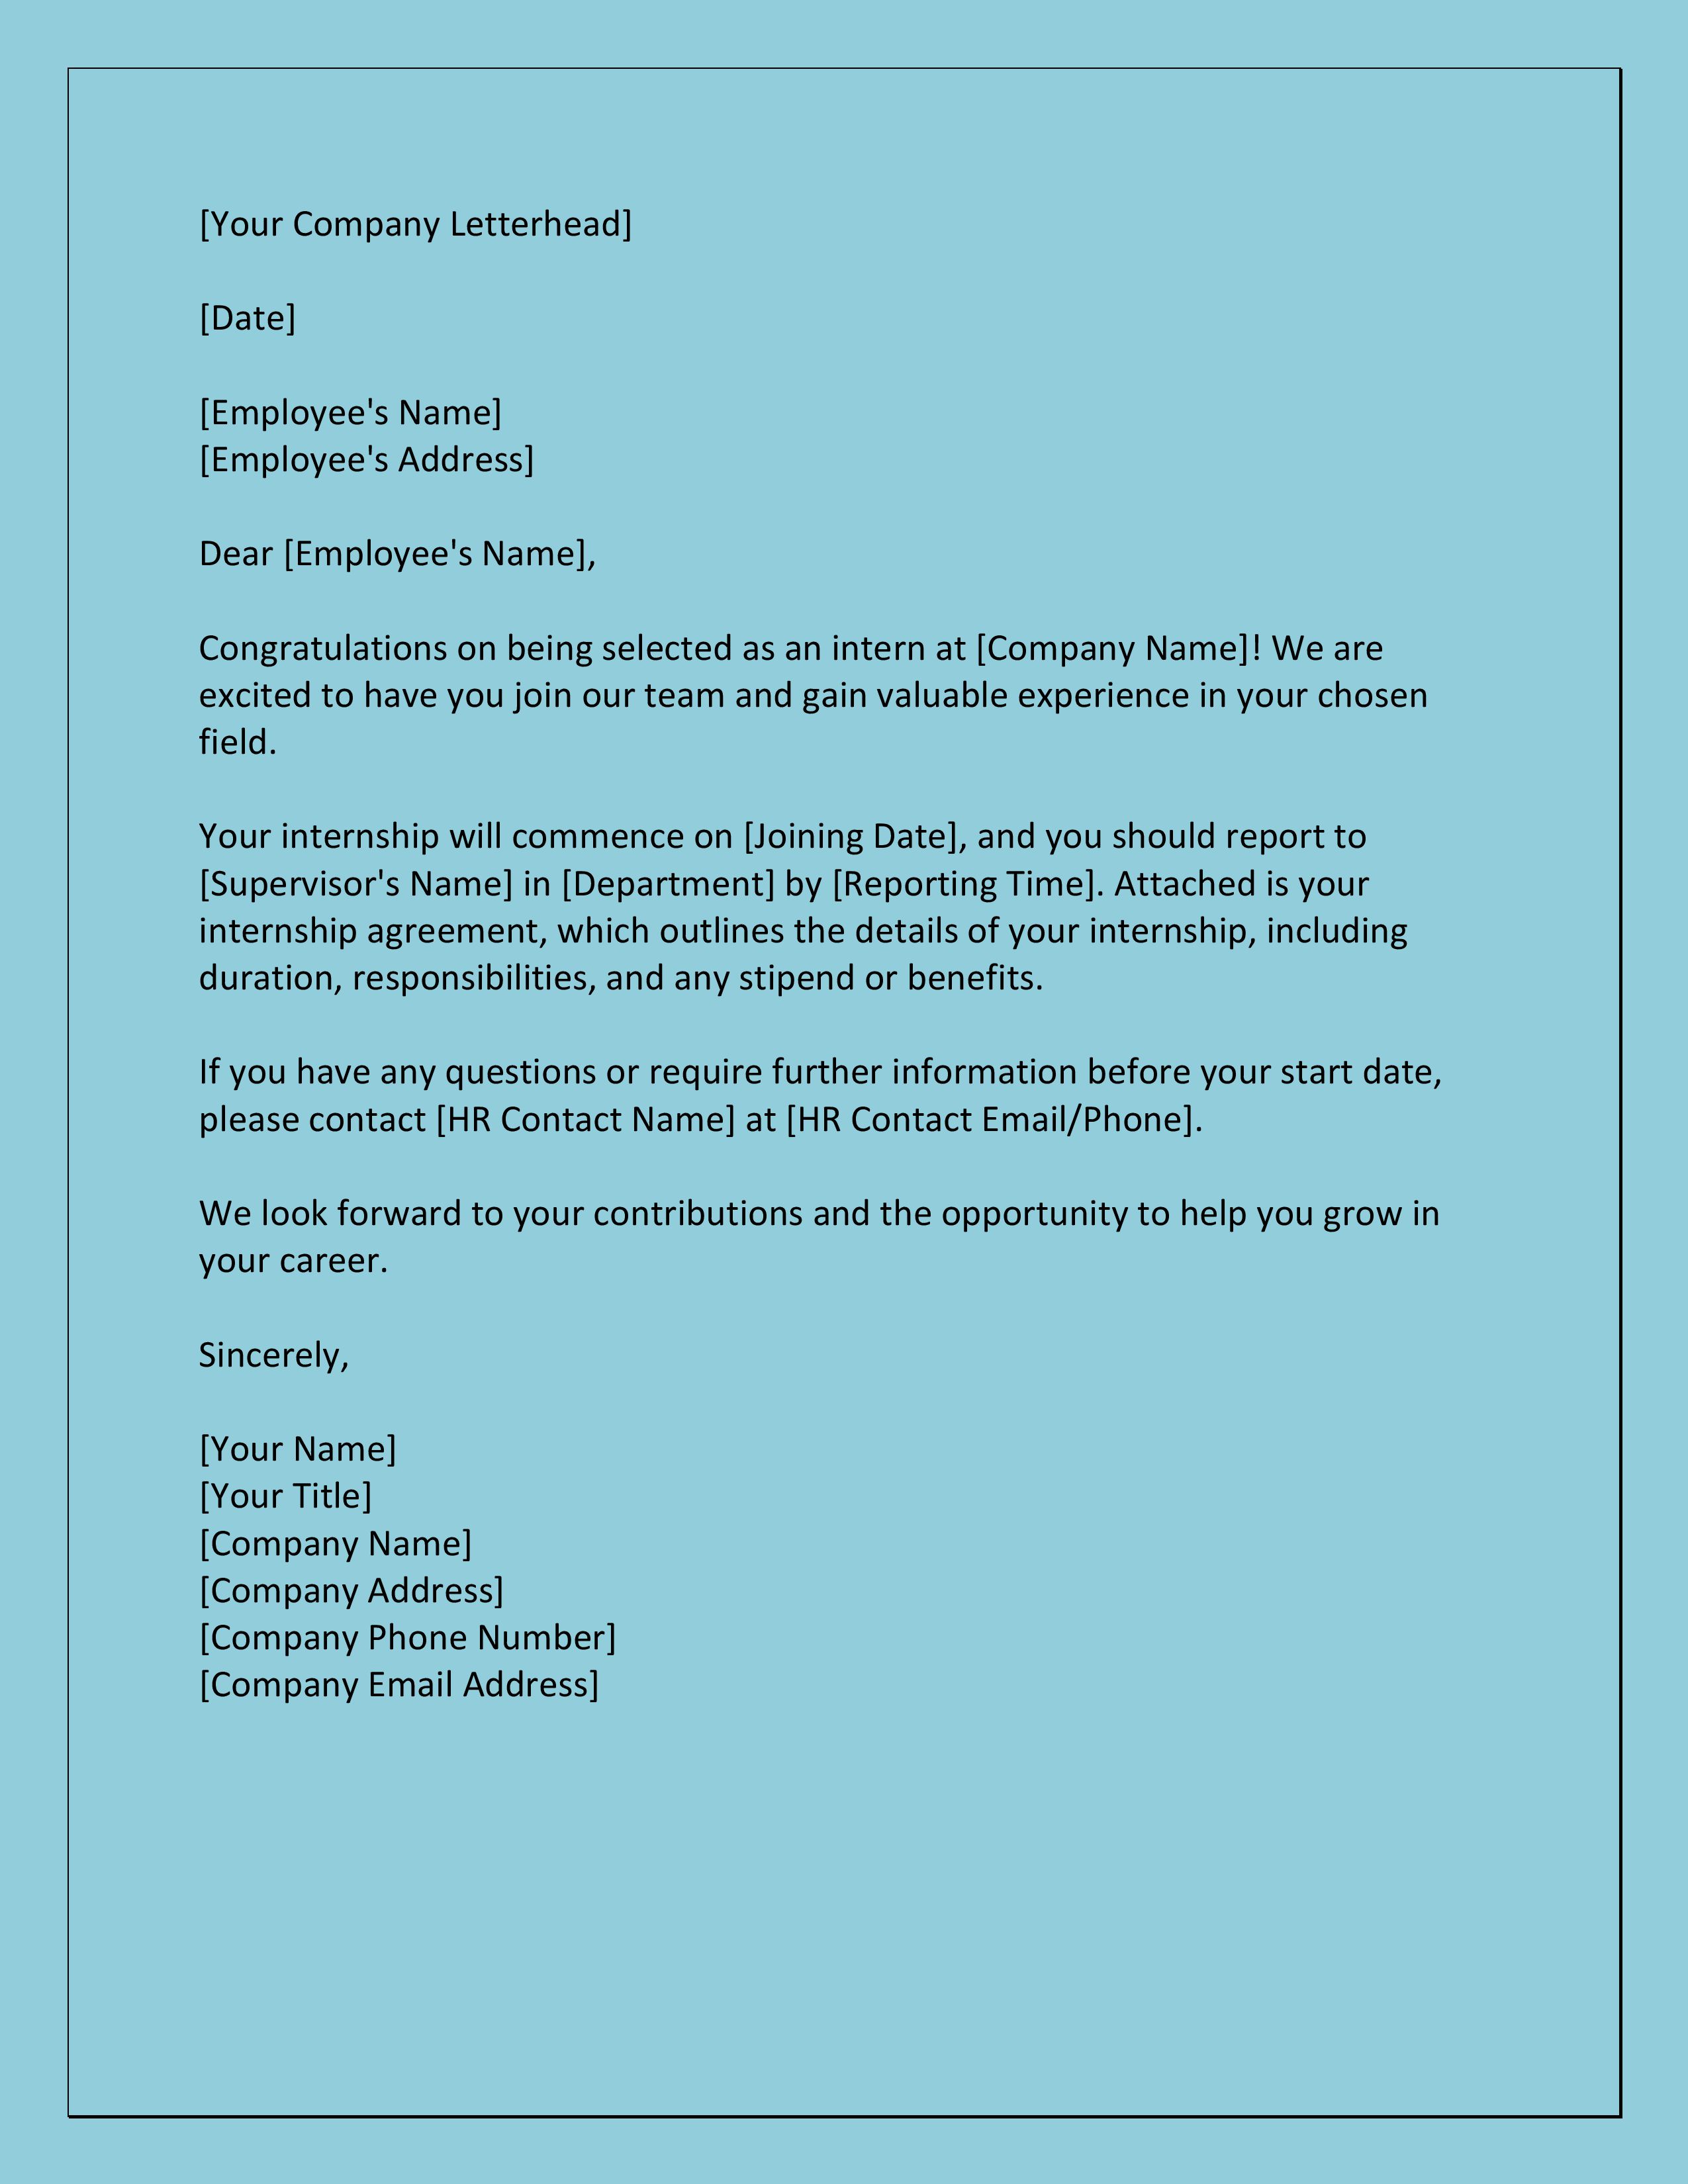 [Your Company Letterhead]
[Date]
[Employee's Name]
[Employee's Address]
Dear [Employee's Name],
Congratulations on being selected as an intern at [Company Name]! We are
excited to have you join our team and gain valuable experience in your chosen
field.
Your internship will commence on [Joining Date], and you should report to
[Supervisor's Name] in [Department] by [Reporting Time]. Attached is your
internship agreement, which outlines the details of your internship, including
duration, responsibilities, and any stipend or benefits.
If you have any questions or require further information before your start date,
please contact [HR Contact Name] at [HR Contact Email/Phone].
We look forward to your contributions and the opportunity to help you grow in
your career.
Sincerely,
[Your Name]
[Your Title]
[Company Name]
[Company Address]
[Company Phone Number]
[Company Email Address]